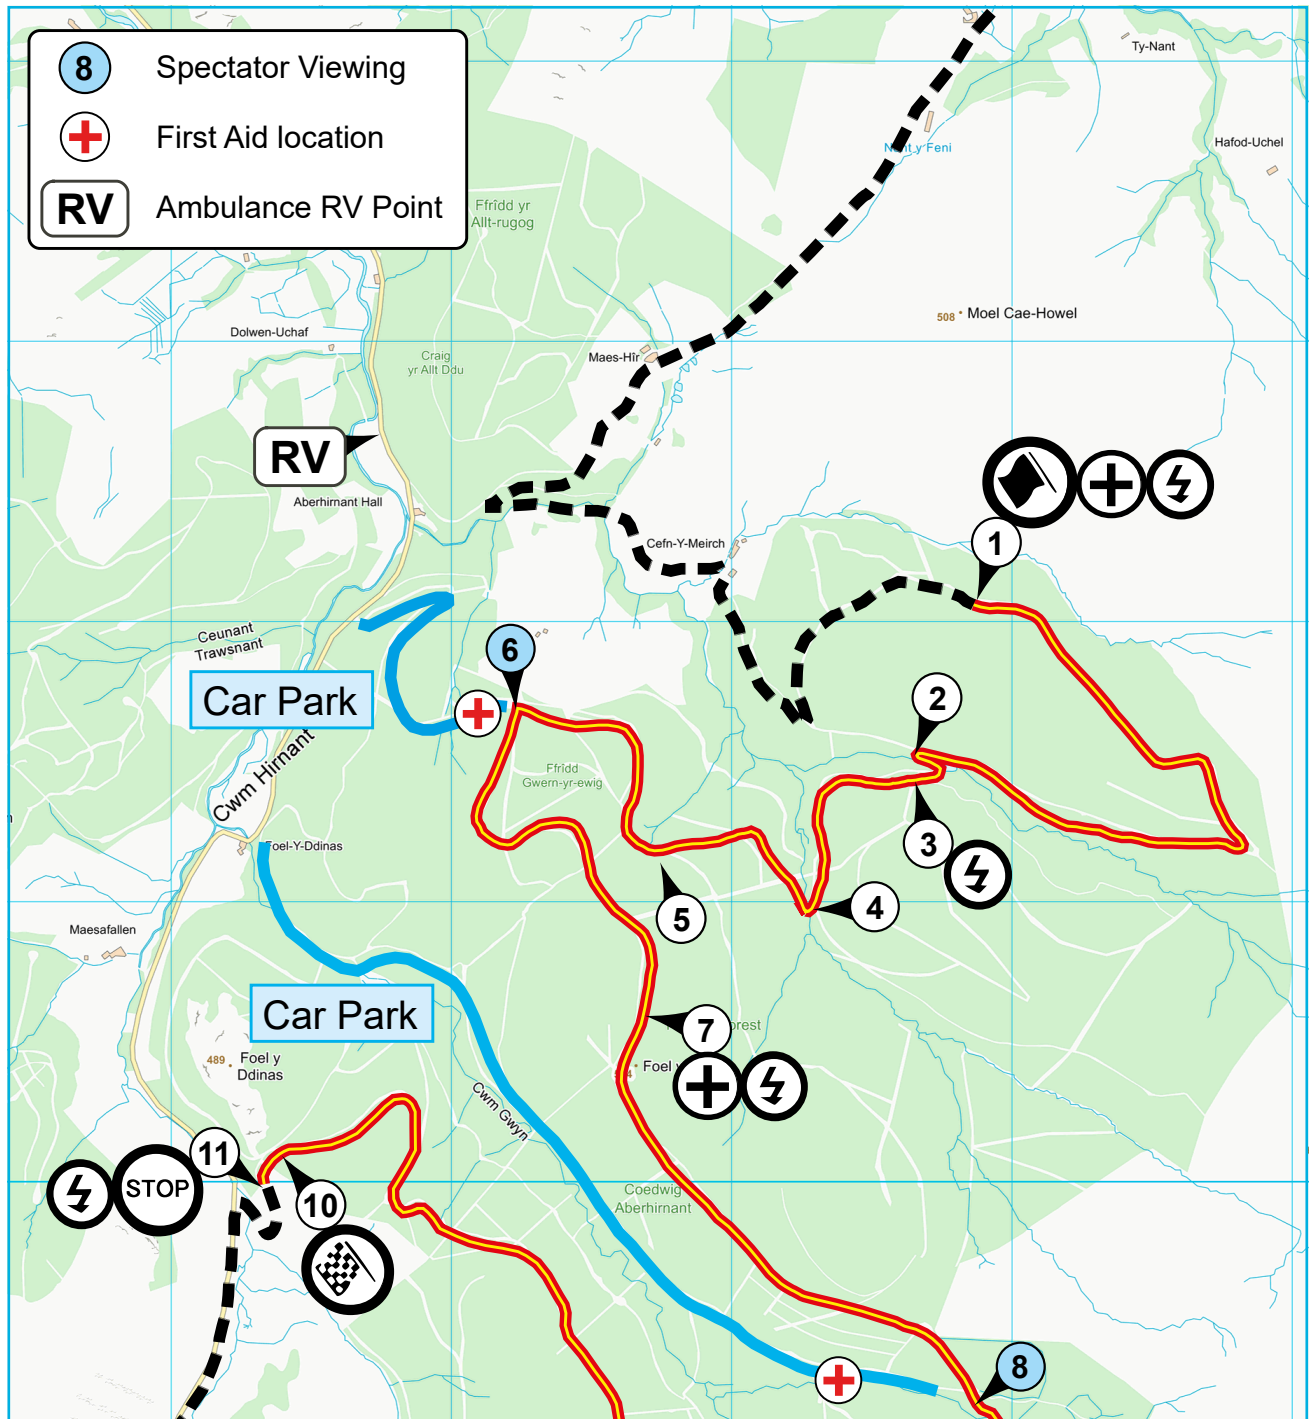 8 Spectator Viewing
First Aid location
RV Ambulance RV Point
Ty-Nant
Hafod-Uchel
Nant y Feni
Ffridd yr
Allt-rugog
508 Moel Cae-Howel
Dolwen-Uchaf
Craig
yr Allt Ddu
Maes-Hîr
RV
Aberhirnant Hall
Cefn-Y-Meirch
1
Ceunant
Trawsnant
6
Car Park
2
Cwm Hirnant
Ffridd
Gwern-yr-ewig
Foel-Y-Ddinas
3
4
5
Maesafallen
Car Park
7
489 Foel y
Ddinas
Foel
Cwm Gwyn
11
STOP
10
Coedwig
Aberhirnant
8